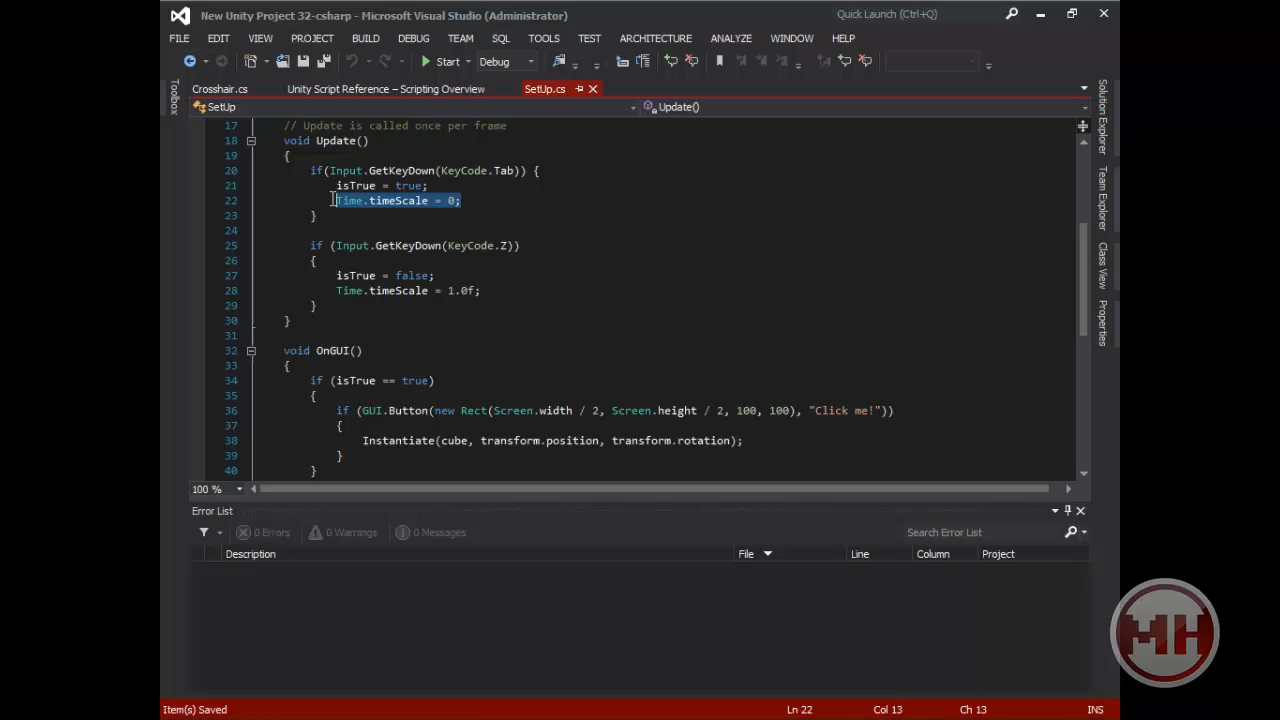 New Unity Project 32-csharp - Microsoft Visual Studio (Administrator)
Quick Launch (Ctrl+Q)
FILE EDIT VIEW PROJECT BUILD DEBUG TEAM SQL TOOLS TEST ARCHITECTURE ANALYZE WINDOW HELP
Start Debug
Toolbox
Crosshair.cs Unity Script Reference – Scripting Overview SetUp.cs
SetUp Update()
17 // Update is called once per frame
18 void Update()
19 {
20 if(Input.GetKeyDown(KeyCode.Tab)) {
21 isTrue = true;
22 Time.timeScale = 0;
23 }
24
25 if (Input.GetKeyDown(KeyCode.Z))
26 {
27 isTrue = false;
28 Time.timeScale = 1.0f;
29 }
30 }
31
32 void OnGUI()
33 {
34 if (isTrue == true)
35 {
36 if (GUI.Button(new Rect(Screen.width / 2, Screen.height / 2, 100, 100), "Click me!"))
37 {
38 Instantiate(cube, transform.position, transform.rotation);
39 }
40 }
100 %
Solution Explorer
Team Explorer
Class View
Properties
Error List
0 Errors 0 Warnings 0 Messages
Search Error List
Description File Line Column Project
MH
Item(s) Saved Ln 22 Col 13 Ch 13 INS